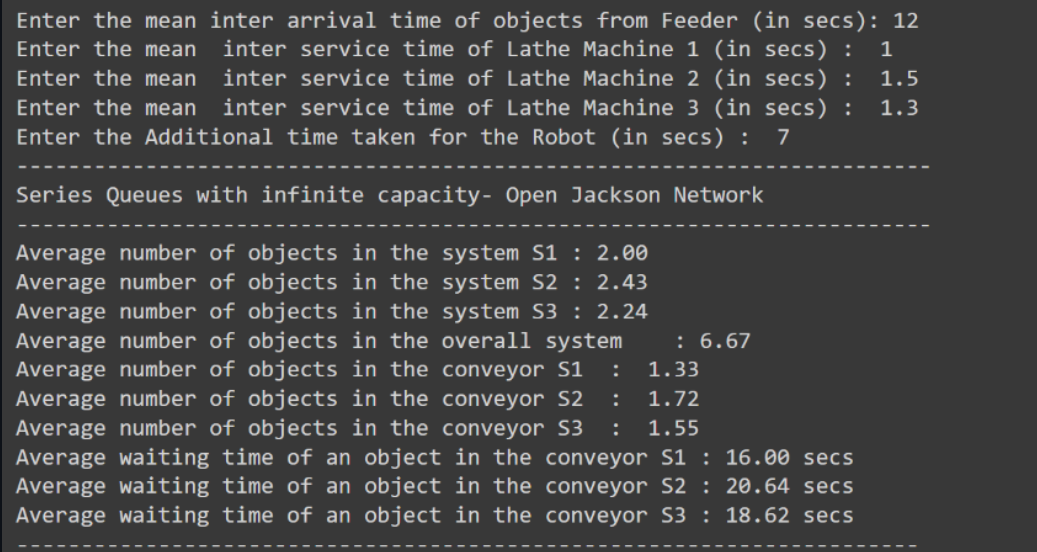 Enter the mean inter arrival time of objects from Feeder (in secs): 12
Enter the mean  inter service time of Lathe Machine 1 (in secs) :  1
Enter the mean  inter service time of Lathe Machine 2 (in secs) :  1.5
Enter the mean  inter service time of Lathe Machine 3 (in secs) :  1.3
Enter the Additional time taken for the Robot (in secs) :  7
-----------------------------------------------------------------------
Series Queues with infinite capacity- Open Jackson Network
-----------------------------------------------------------------------
Average number of objects in the system S1 : 2.00
Average number of objects in the system S2 : 2.43
Average number of objects in the system S3 : 2.24
Average number of objects in the overall system    : 6.67
Average number of objects in the conveyor S1  :  1.33
Average number of objects in the conveyor S2  :  1.72
Average number of objects in the conveyor S3  :  1.55
Average waiting time of an object in the conveyor S1 : 16.00 secs
Average waiting time of an object in the conveyor S2 : 20.64 secs
Average waiting time of an object in the conveyor S3 : 18.62 secs
----------------------------------------------------------------------